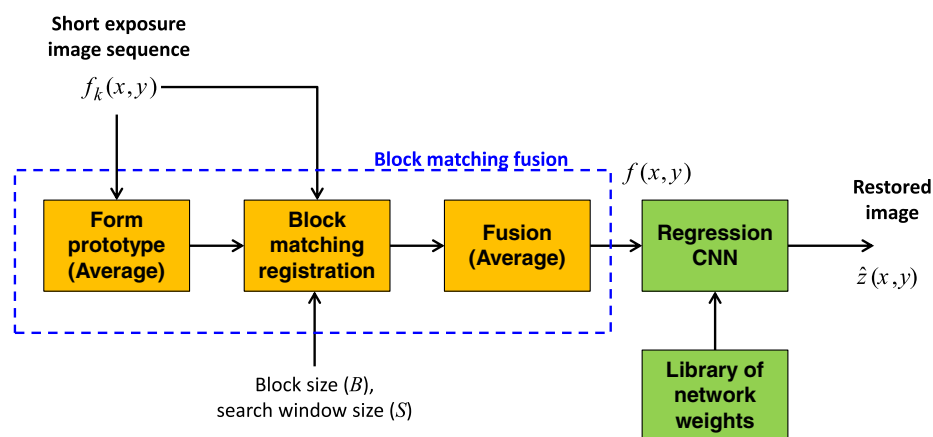 Short exposure
image sequence
f_k(x,y)
Block matching fusion
f(x,y)
Restored
image
Form
prototype
(Average)
Block
matching
registration
Fusion
(Average)
Regression
CNN
ẑ(x,y)
Block size (B),
search window size (S)
Library of
network
weights